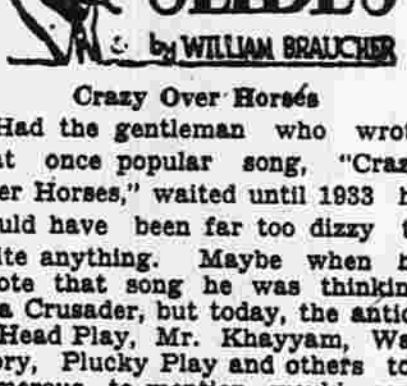 by WILLIAM BRAUCHER
Crazy Over Horses
Had the gentleman who wrot
at once popular song, "Craz
er Horses," waited until 1933 h
uld have been far too dizzy t
ite anything. Maybe when h
ote that song he was thinkin
a Crusader, but today, the antic
Head Play, Mr. Khayyam, Wa
ory, Plucky Play and others to